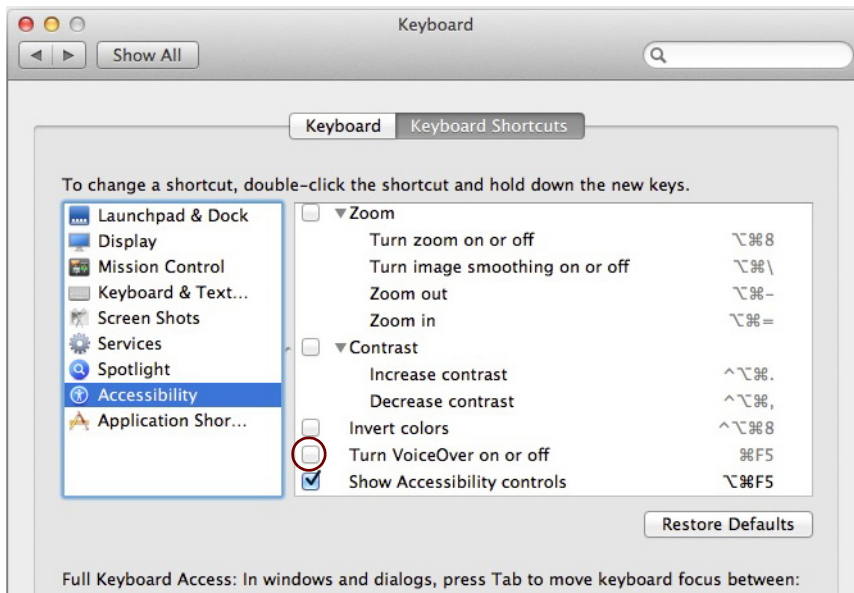 Keyboard
Show All
Keyboard Keyboard Shortcuts
To change a shortcut, double-click the shortcut and hold down the new keys.
Launchpad & Dock
Display
Mission Control
Keyboard & Text...
Screen Shots
Services
Spotlight
Accessibility
Application Shor...
Zoom
Turn zoom on or off ⌥⌘8
Turn image smoothing on or off ⌥⌘\
Zoom out ⌥⌘-
Zoom in ⌥⌘=
Contrast
Increase contrast ^⌥⌘.
Decrease contrast ^⌥⌘,
Invert colors ^⌥⌘8
Turn VoiceOver on or off ⌘F5
Show Accessibility controls ⌥⌘F5
Restore Defaults
Full Keyboard Access: In windows and dialogs, press Tab to move keyboard focus between: